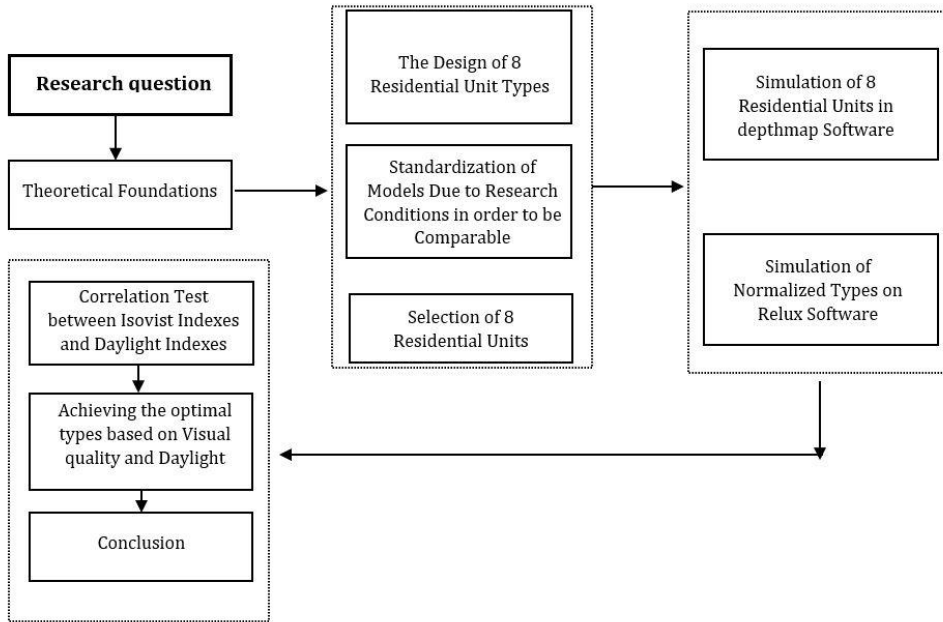 Research question
Theoretical Foundations
The Design of 8
Residential Unit Types
Standardization of
Models Due to Research
Conditions in order to be
Comparable
Selection of 8
Residential Units
Simulation of 8
Residential Units in
depthmap Software
Simulation of
Normalized Types on
Relux Software
Correlation Test
between Isovist Indexes
and Daylight Indexes
Achieving the optimal
types based on Visual
quality and Daylight
Conclusion